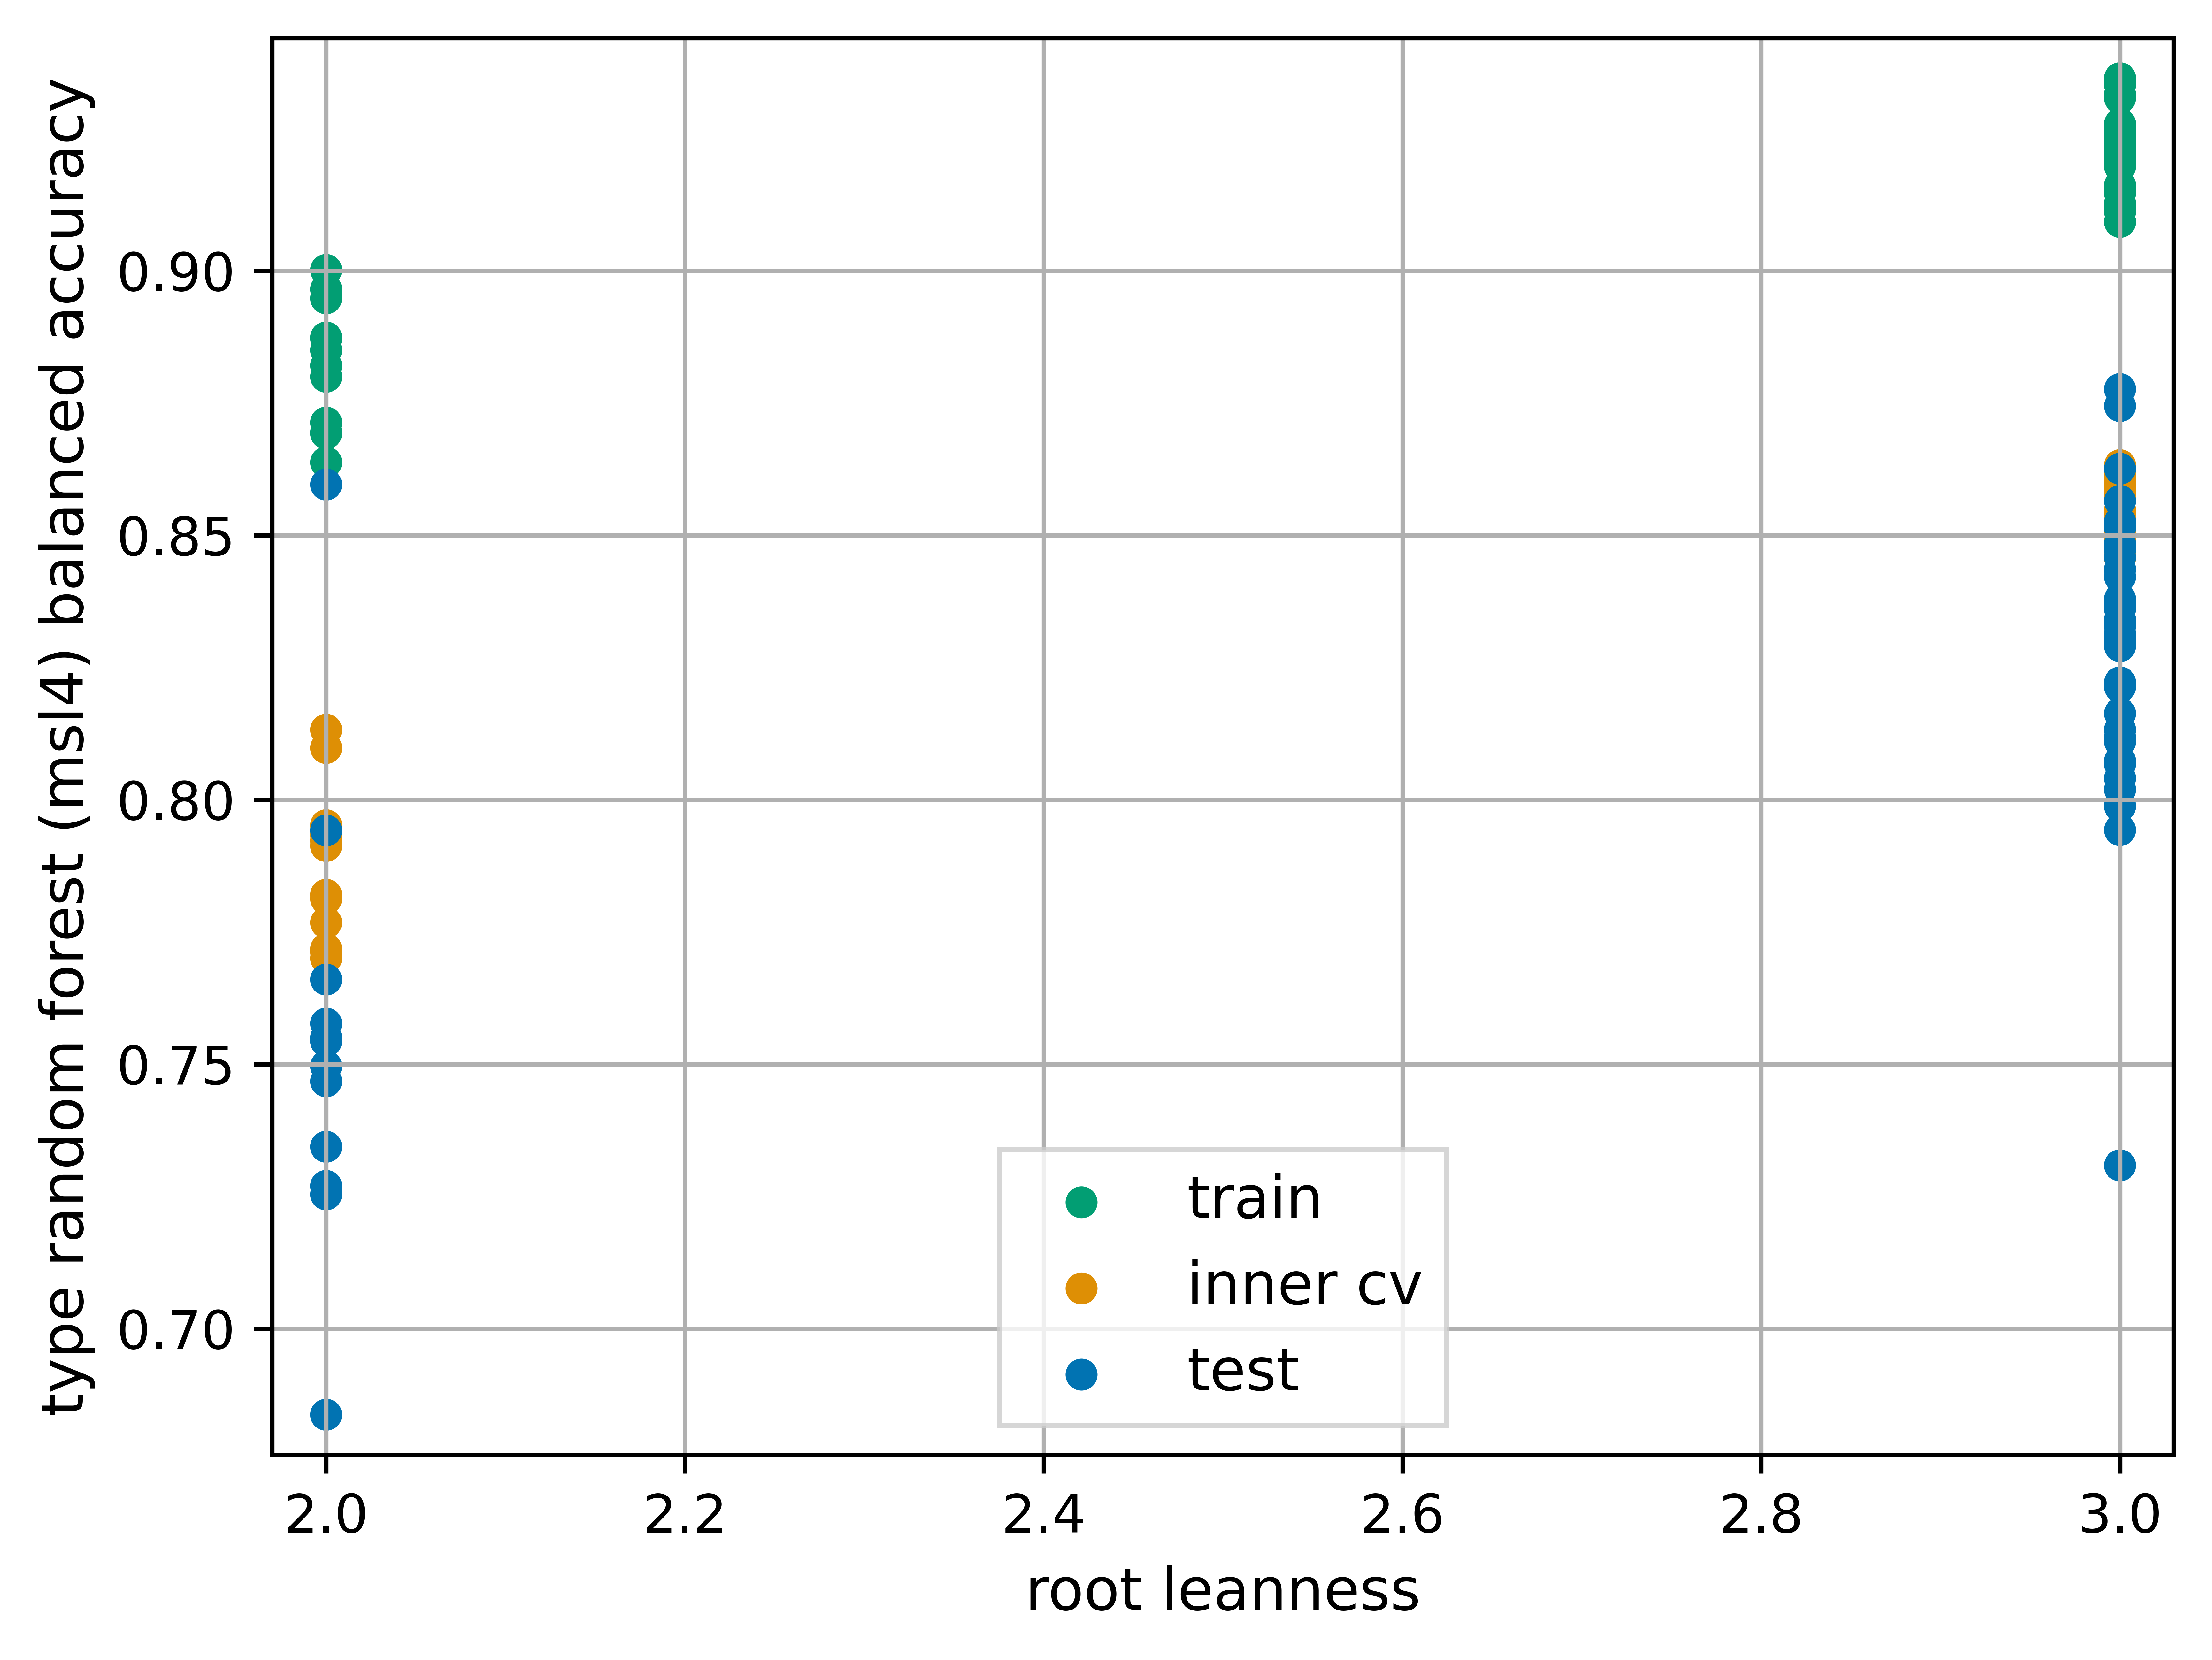 type random forest (msl4) balanced accuracy
0.90
0.85
0.80
0.75
0.70
train
inner cv
test
2.0 2.2 2.4 2.6 2.8 3.0
root leanness